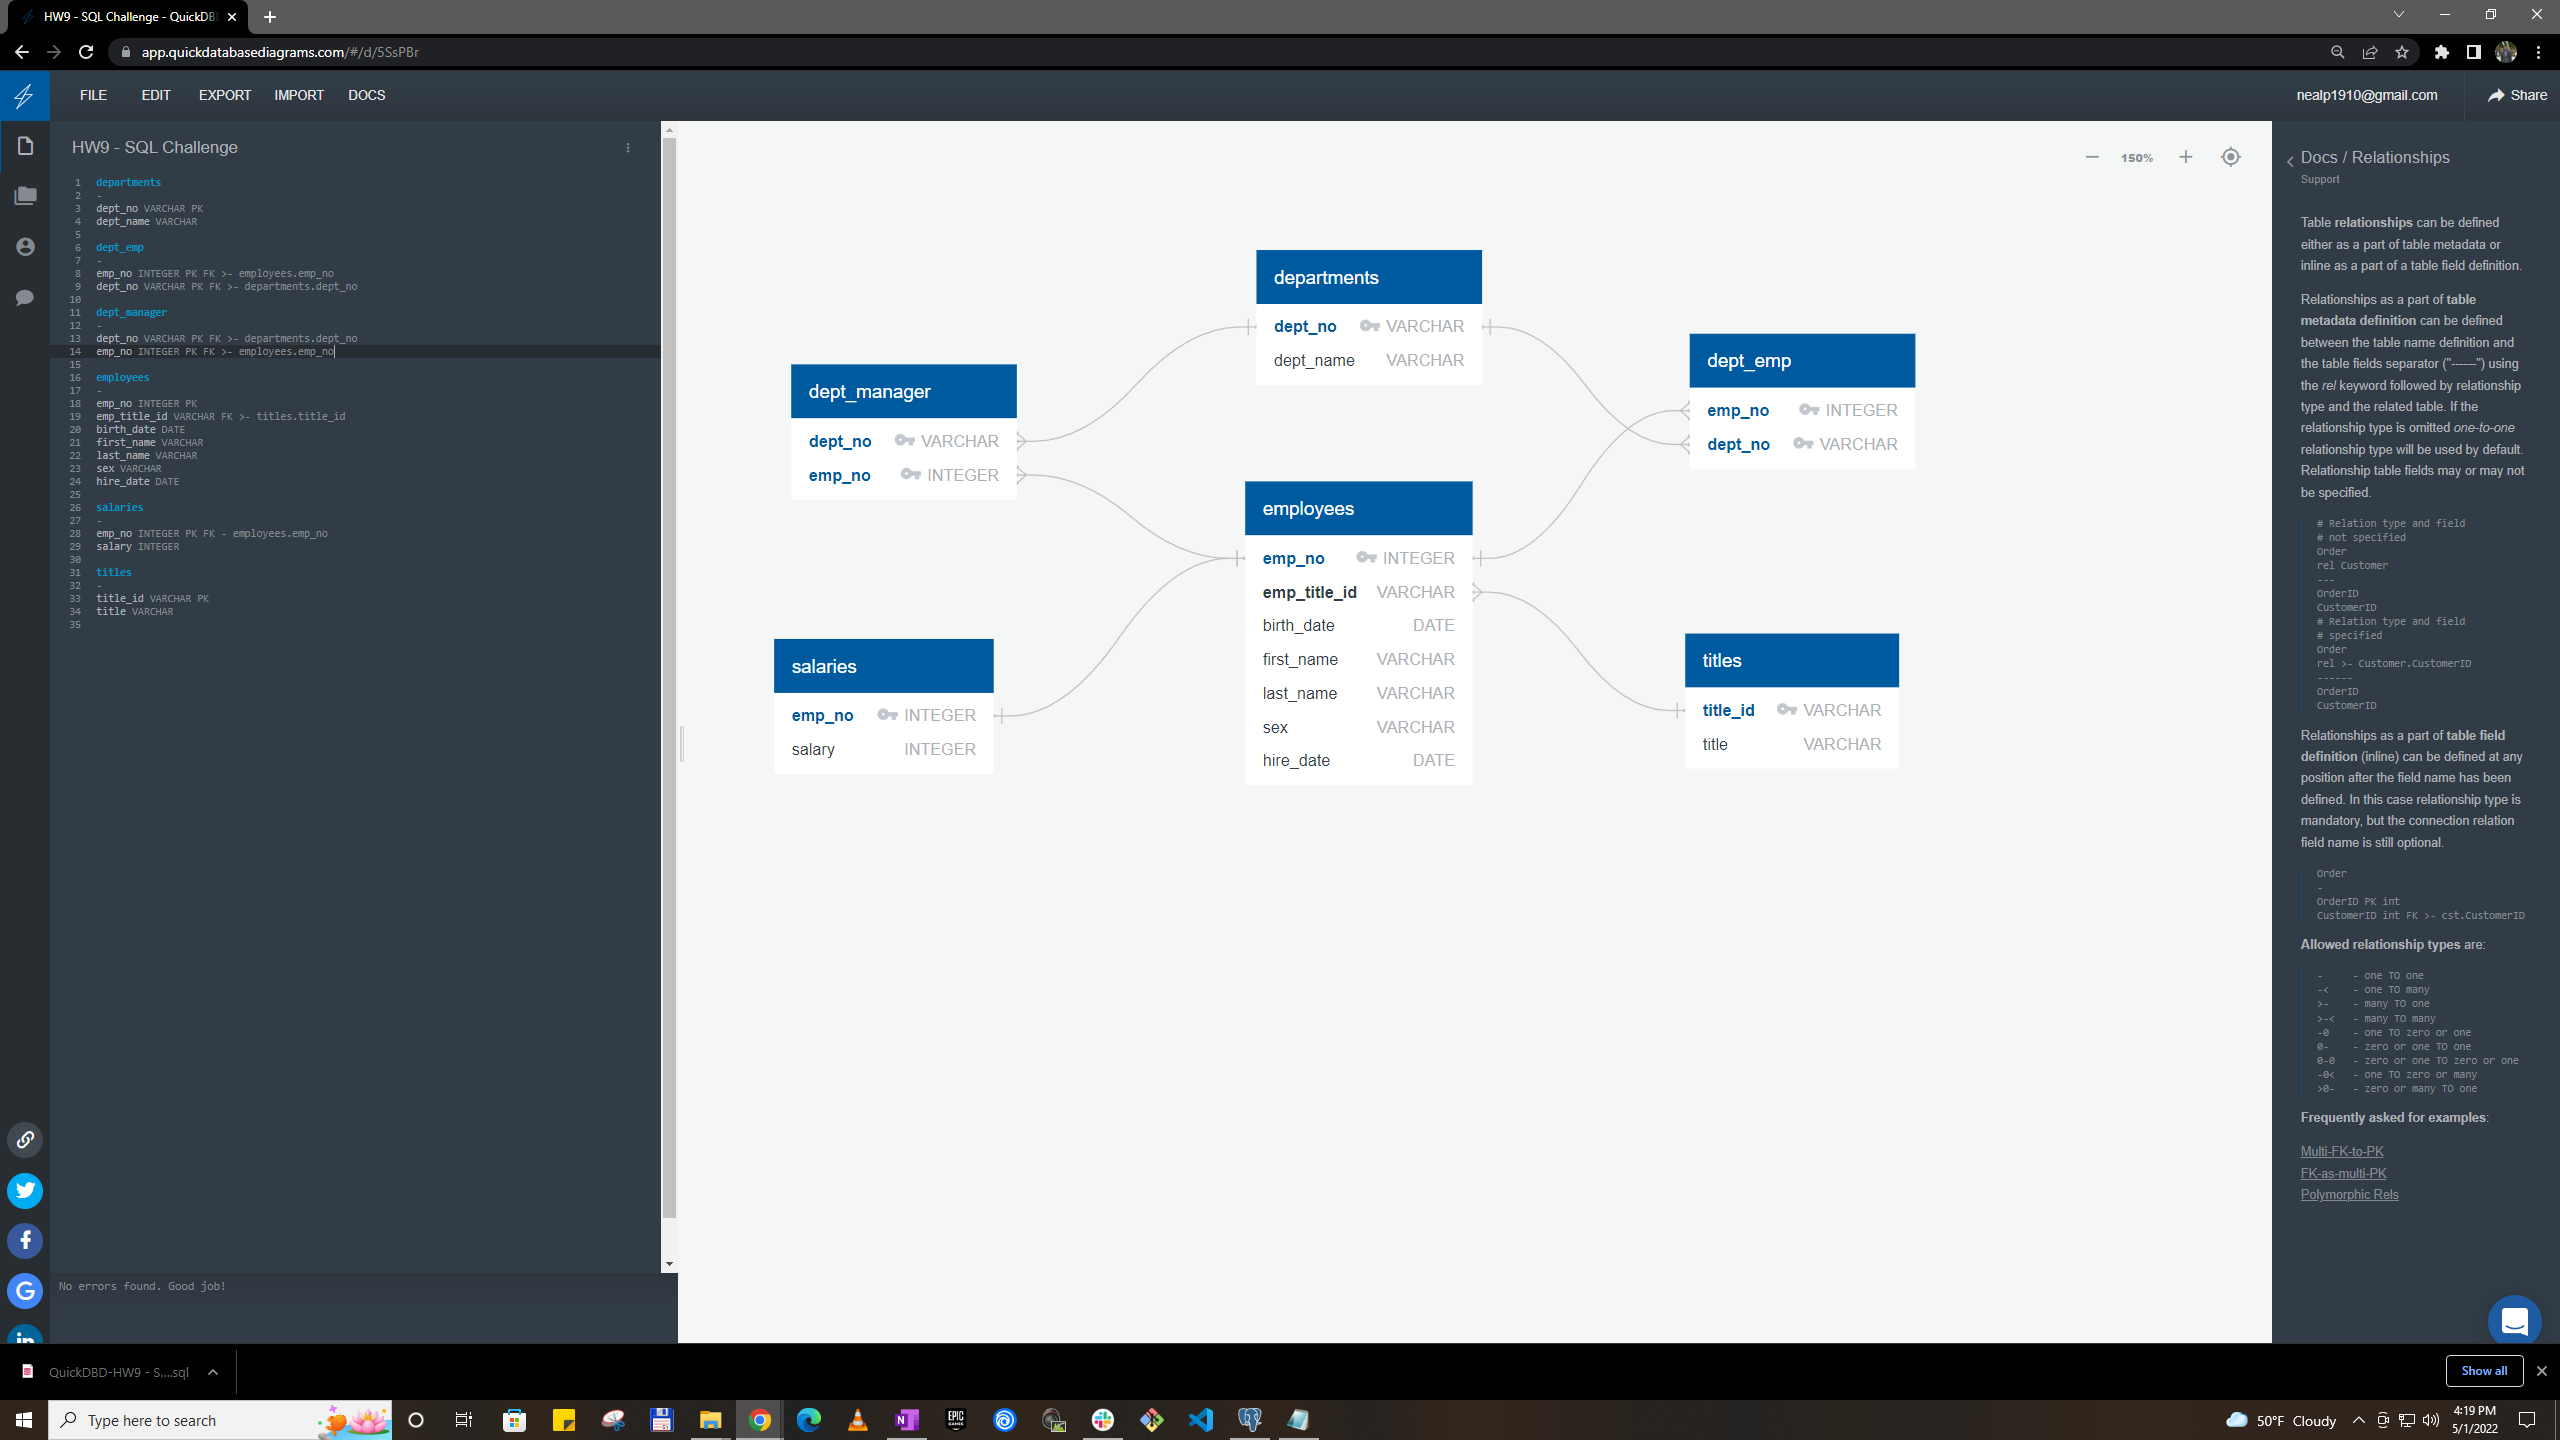 HW9 - SQL Challenge - QuickDB
app.quickdatabasediagrams.com/#/d/5SsPBr
FILE EDIT EXPORT IMPORT DOCS
nealp1910@gmail.com Share
HW9 - SQL Challenge
1 departments
2 -
3 dept_no VARCHAR PK
4 dept_name VARCHAR
5
6 dept_emp
7 -
8 emp_no INTEGER PK FK >- employees.emp_no
9 dept_no VARCHAR PK FK >- departments.dept_no
10
11 dept_manager
12 -
13 dept_no VARCHAR PK FK >- departments.dept_no
14 emp_no INTEGER PK FK >- employees.emp_no
15
16 employees
17 -
18 emp_no INTEGER PK
19 emp_title_id VARCHAR FK >- titles.title_id
20 birth_date DATE
21 first_name VARCHAR
22 last_name VARCHAR
23 sex VARCHAR
24 hire_date DATE
25
26 salaries
27 -
28 emp_no INTEGER PK FK - employees.emp_no
29 salary INTEGER
30
31 titles
32 -
33 title_id VARCHAR PK
34 title VARCHAR
35
No errors found. Good job!
150%
departments
dept_no VARCHAR
dept_name VARCHAR
dept_emp
emp_no INTEGER
dept_no VARCHAR
dept_manager
dept_no VARCHAR
emp_no INTEGER
employees
emp_no INTEGER
emp_title_id VARCHAR
birth_date DATE
first_name VARCHAR
last_name VARCHAR
sex VARCHAR
hire_date DATE
salaries
emp_no INTEGER
salary INTEGER
titles
title_id VARCHAR
title VARCHAR
Docs / Relationships
Support
Table relationships can be defined
either as a part of table metadata or
inline as a part of a table field definition.
Relationships as a part of table
metadata definition can be defined
between the table name definition and
the table fields separator ("------") using
the rel keyword followed by relationship
type and the related table. If the
relationship type is omitted one-to-one
relationship type will be used by default.
Relationship table fields may or may not
be specified.
# Relation type and field
# not specified
Order
rel Customer
---
OrderID
CustomerID
# Relation type and field
# specified
Order
rel >- Customer.CustomerID
------
OrderID
CustomerID
Relationships as a part of table field
definition (inline) can be defined at any
position after the field name has been
defined. In this case relationship type is
mandatory, but the connection relation
field name is still optional.
Order
-
OrderID PK int
CustomerID int FK >- cst.CustomerID
Allowed relationship types are:
- - one TO one
-< - one TO many
>- - many TO one
>-< - many TO many
-0 - one TO zero or one
0- - zero or one TO one
0-0 - zero or one TO zero or one
-0< - one TO zero or many
>0- - zero or many TO one
Frequently asked for examples:
Multi-FK-to-PK
FK-as-multi-PK
Polymorphic Rels
QuickDBD-HW9 - S....sql
Show all
Type here to search
EPIC GAMES
50°F Cloudy
4:19 PM
5/1/2022